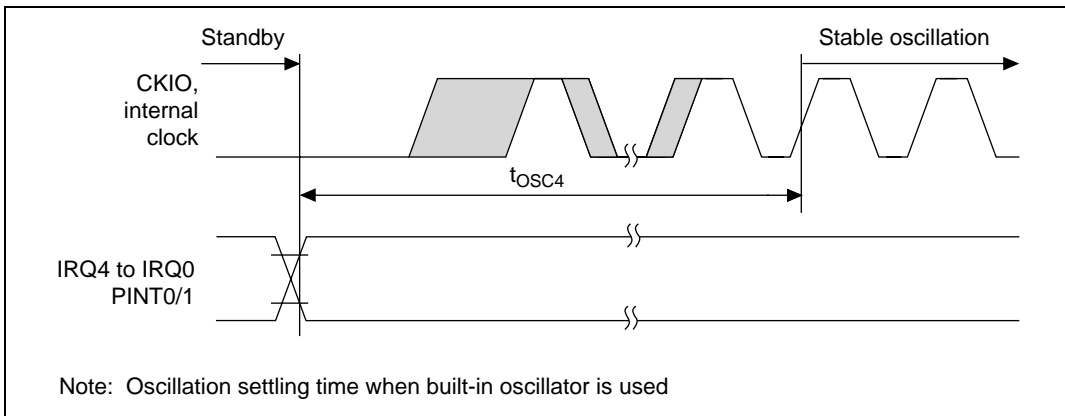 Standby
Stable oscillation
CKIO,
internal
clock
tOSC4
IRQ4 to IRQ0
PINT0/1
Note: Oscillation settling time when built-in oscillator is used